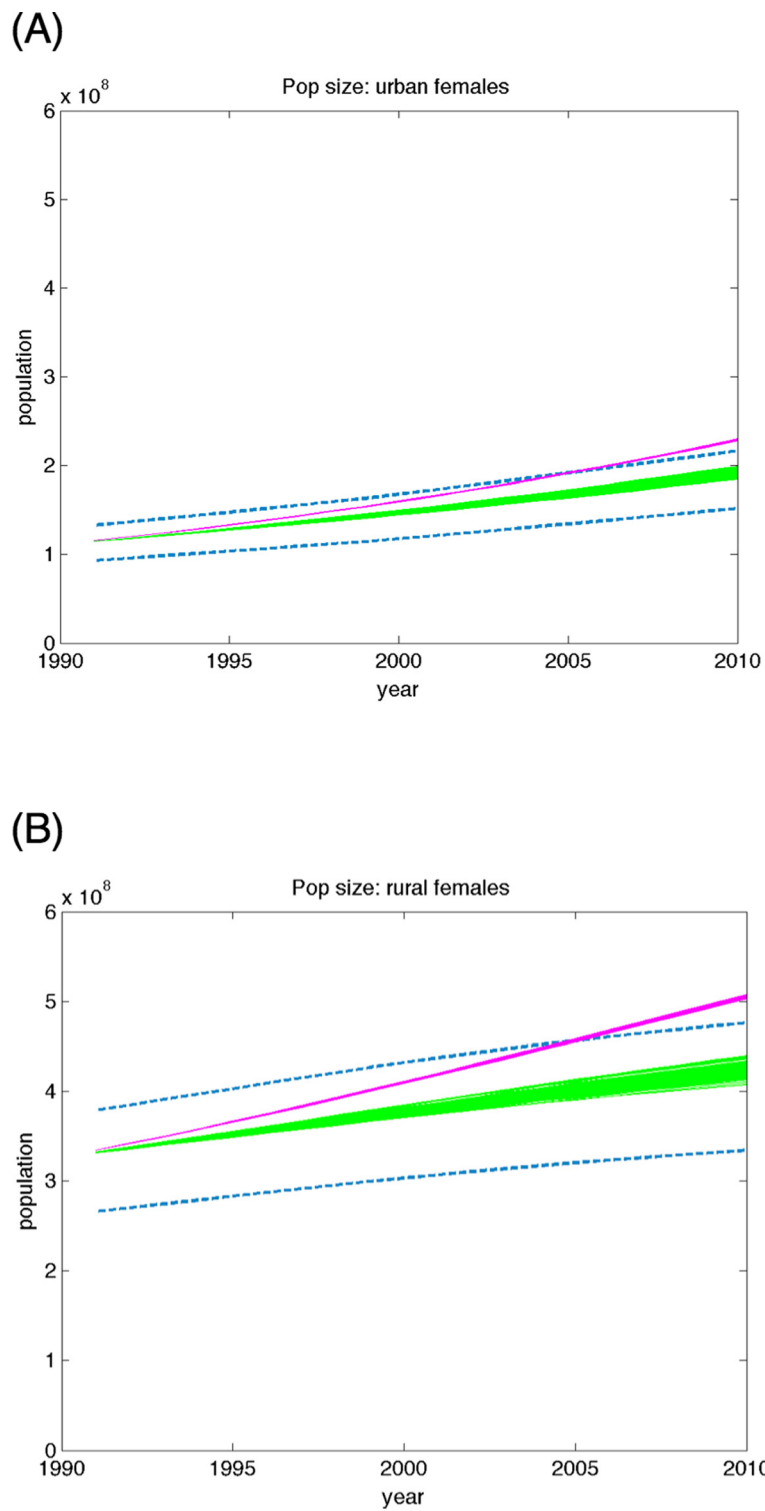 (A)
Pop size: urban females
x 10^8
6
5
4
3
2
1
0
population
1990 1995 2000 2005 2010
year
(B)
Pop size: rural females
x 10^8
6
5
4
3
2
1
0
population
1990 1995 2000 2005 2010
year